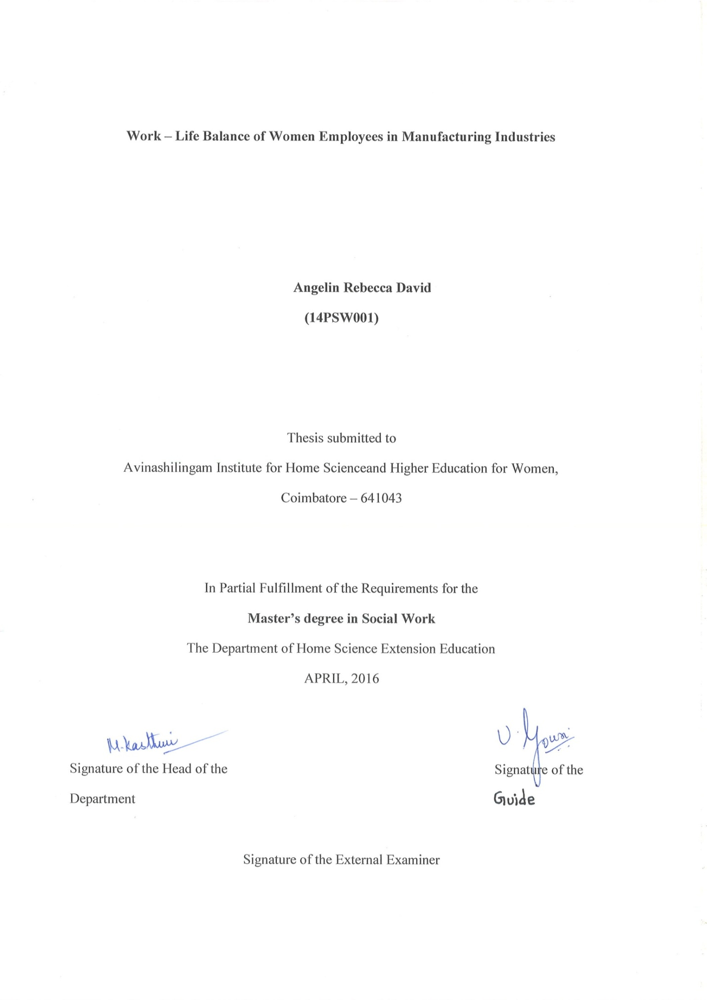 Work – Life Balance of Women Employees in Manufacturing Industries
Angelin Rebecca David
(14PSW001)
Thesis submitted to
Avinashilingam Institute for Home Scienceand Higher Education for Women,
Coimbatore – 641043
In Partial Fulfillment of the Requirements for the
Master's degree in Social Work
The Department of Home Science Extension Education
APRIL, 2016
M. Kasthuri
Signature of the Head of the
Department
U. Gowri
Signature of the
Guide
Signature of the External Examiner